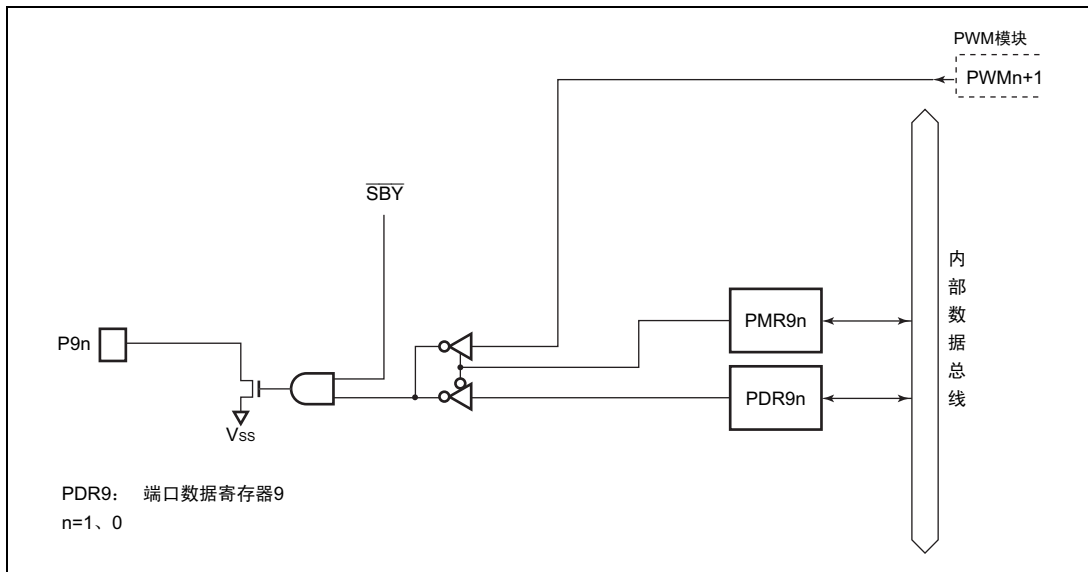 PWM模块
PWMn+1
SBY
内部数据总线
P9n
PMR9n
PDR9n
VSS
PDR9： 端口数据寄存器9
n=1、0